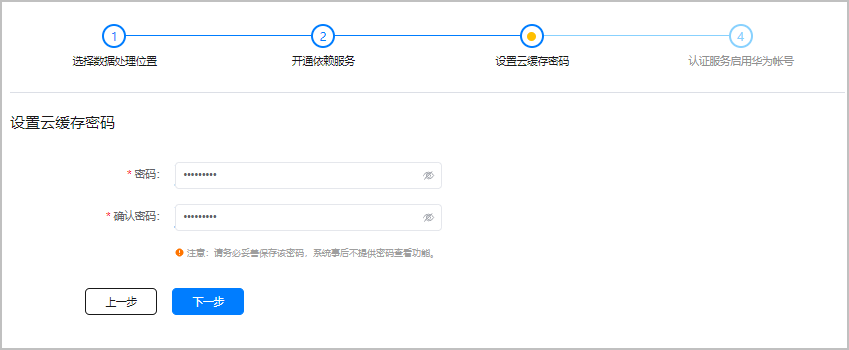 1
2
4
选择数据处理位置
开通依赖服务
设置云缓存密码
认证服务启用华为帐号
设置云缓存密码
* 密码:
•••••••••
* 确认密码:
•••••••••
注意：请务必妥善保存该密码，系统事后不提供密码查看功能。
上一步
下一步